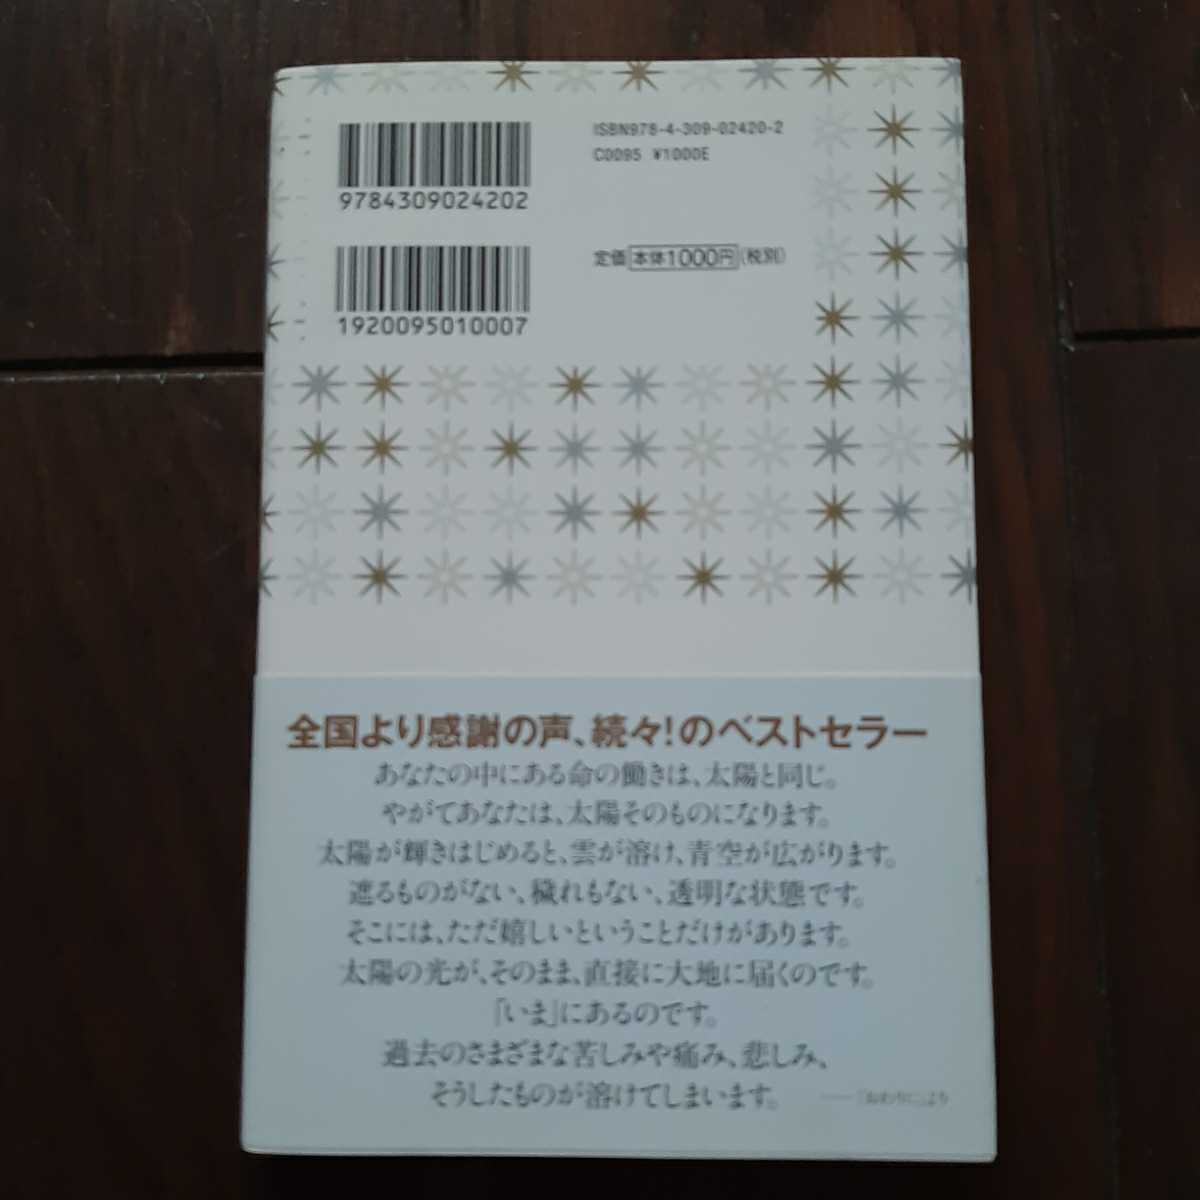 ISBN978-4-309-02420-2
C0095 ¥1000E
9784309024202
定価 本体1000円(税別)
1920095010007
全国より感謝の声、続々!のベストセラー
あなたの中にある命の働きは、太陽と同じ。
やがてあなたは、太陽そのものになります。
太陽が輝きはじめると、雲が溶け、青空が広がります。
遮るものがない、穢れもない、透明な状態です。
そこには、ただ嬉しいということだけがあります。
太陽の光が、そのまま、直接に大地に届くのです。
「いま」にあるのです。
過去のさまざまな苦しみや痛み、悲しみ、
そうしたものが溶けてしまいます。
——「おわりに」より